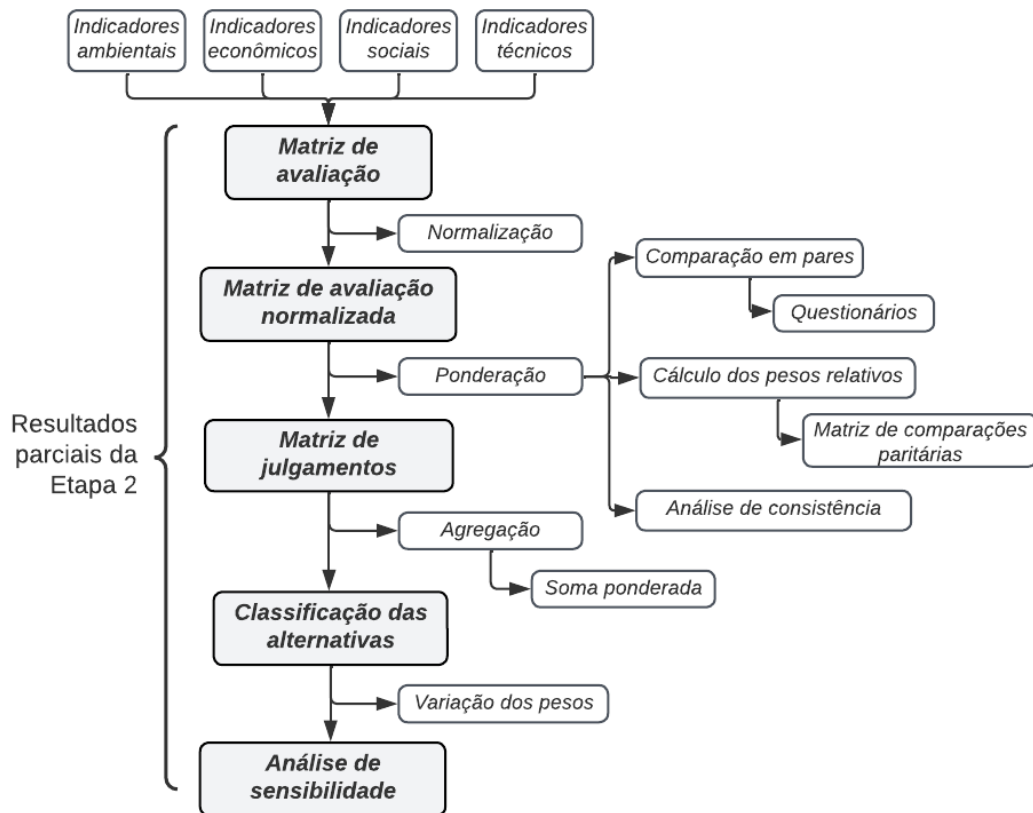 Indicadores
ambientais
Indicadores
econômicos
Indicadores
sociais
Indicadores
técnicos
Matriz de
avaliação
Normalização
Matriz de avaliação
normalizada
Comparação em pares
Questionários
Ponderação
Cálculo dos pesos relativos
Matriz de comparações
paritárias
Análise de consistência
Resultados
parciais da
Etapa 2
Matriz de
julgamentos
Agregação
Soma ponderada
Classificação das
alternativas
Variação dos pesos
Análise de
sensibilidade